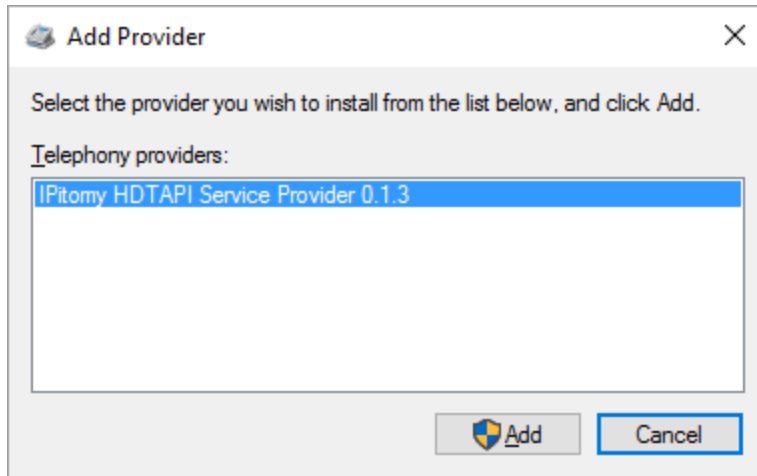 Add Provider
Select the provider you wish to install from the list below, and click Add.
Telephony providers:
IPitomy HDTAPI Service Provider 0.1.3
Add
Cancel